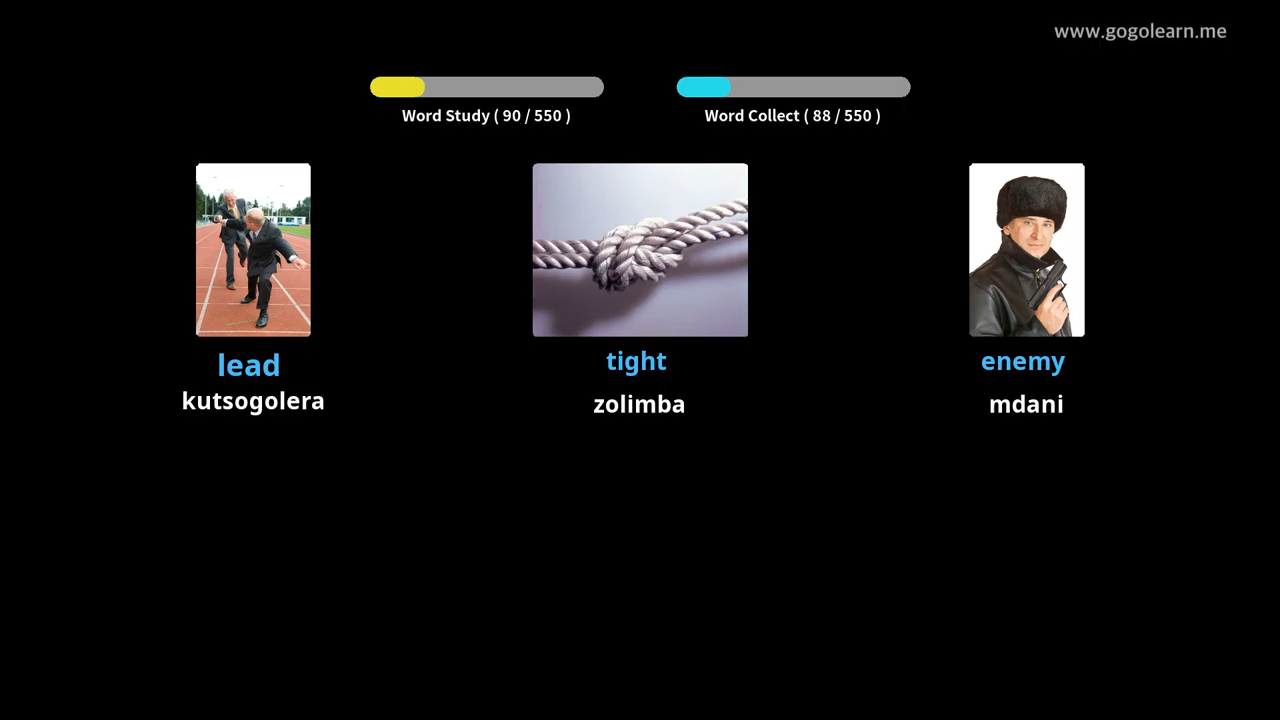 www.gogolearn.me
Word Study ( 90 / 550 )
Word Collect ( 88 / 550 )
lead
kutsogolera
tight
zolimba
enemy
mdani